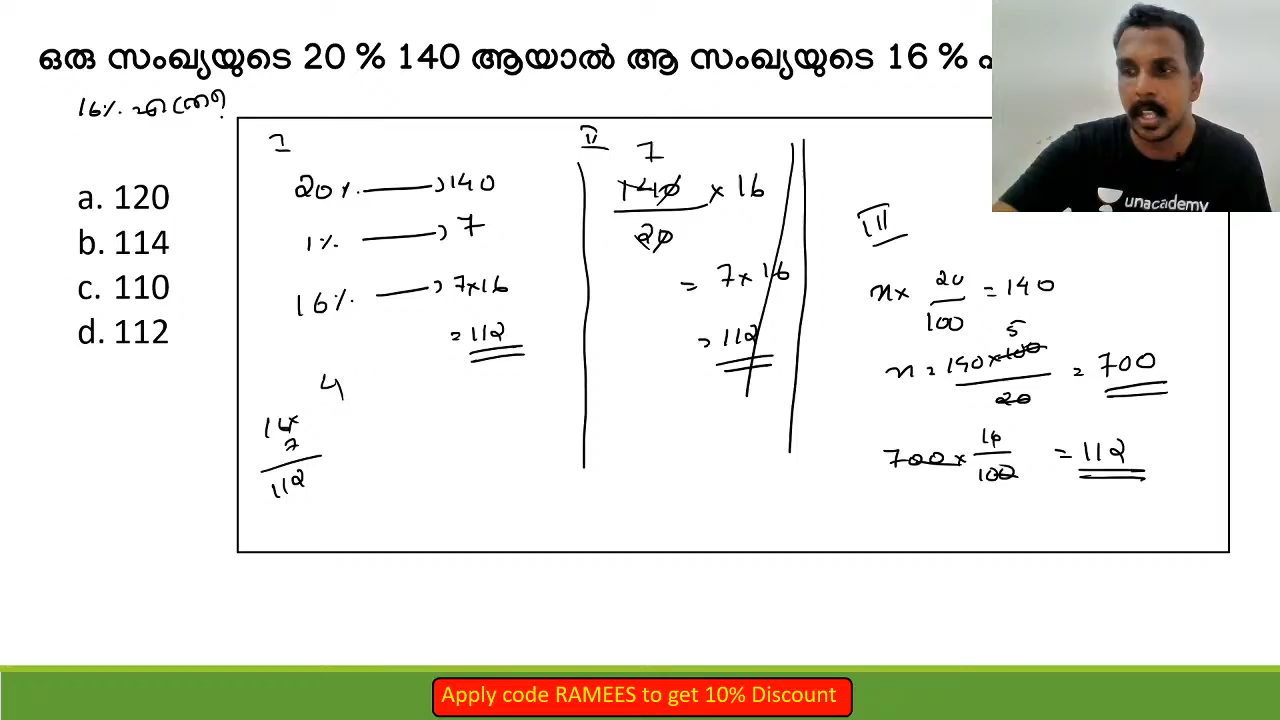 ഒരു സംഖ്യയുടെ 20 % 140 ആയാൽ ആ സംഖ്യയുടെ 16 %
16% എത്ര?
a. 120
b. 114
c. 110
d. 112
I
20% → 140
1% → 7
16% → 7×16
= 112
4
16×
7
112
II
7
140 × 16
20
= 7×16
= 112
III
x × 20/100 = 140
5
x = 140×100/20 = 700
700 × 16/100 = 112
unacademy
Apply code RAMEES to get 10% Discount